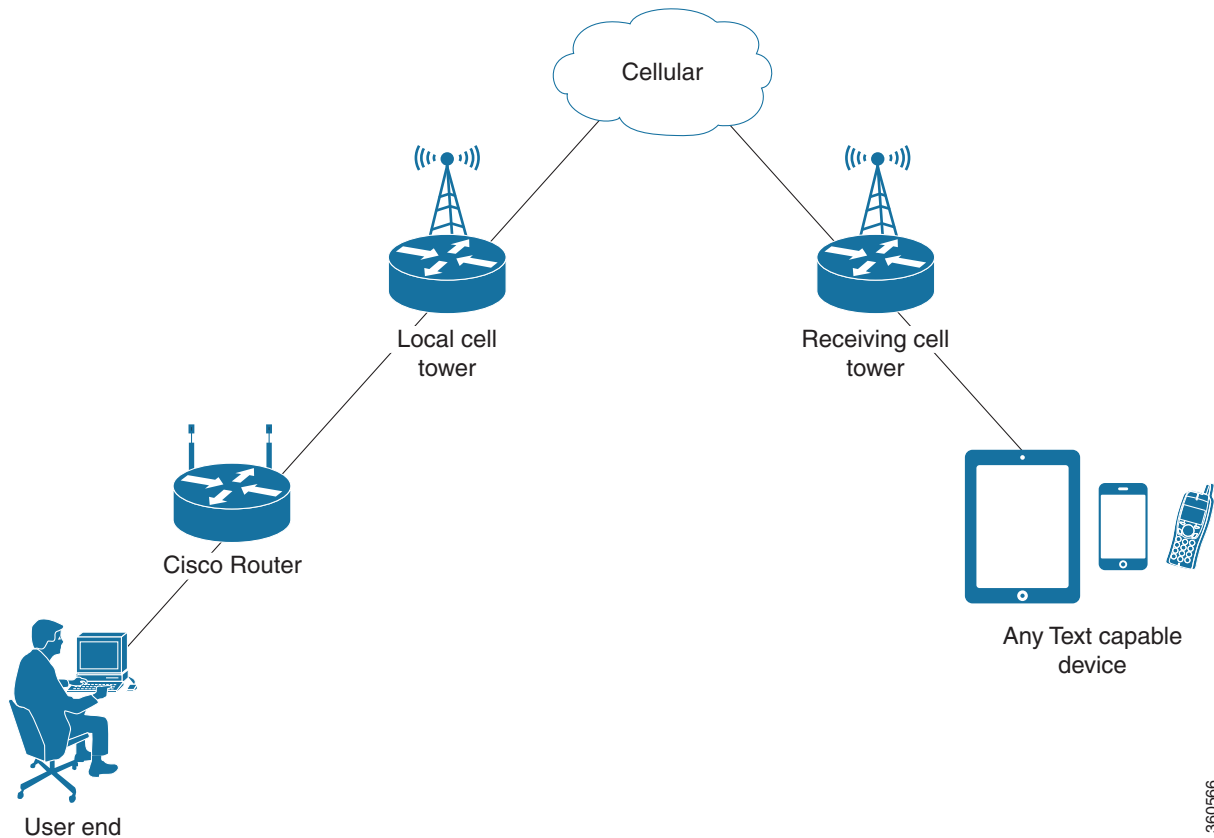 Cellular
Local cell
tower
Receiving cell
tower
Cisco Router
Any Text capable
device
User end
360566